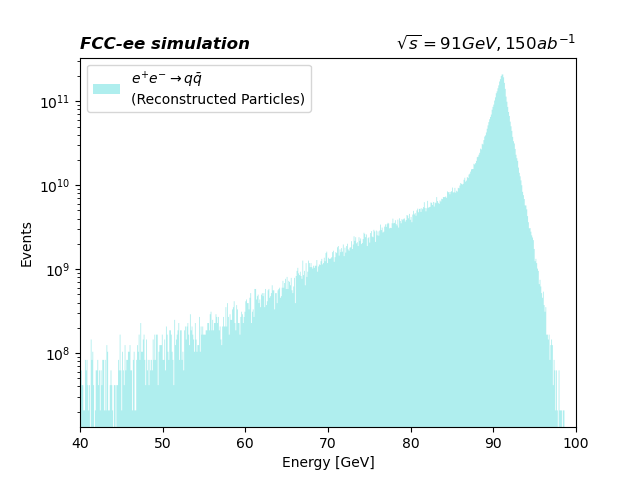 FCC-ee simulation
√s = 91GeV, 150ab⁻¹
e⁺e⁻ → qq̄
(Reconstructed Particles)
Events
10¹¹
10¹⁰
10⁹
10⁸
40 50 60 70 80 90 100
Energy [GeV]